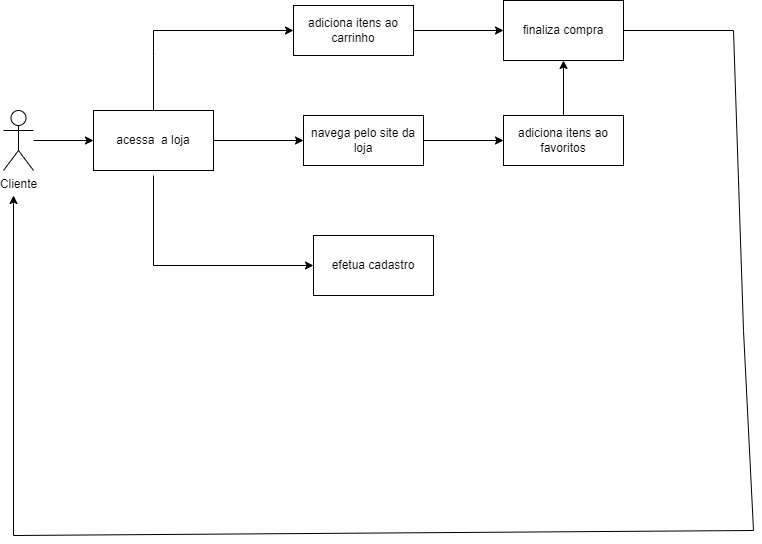 adiciona itens ao
carrinho
finaliza compra
acessa a loja
navega pelo site da
loja
adiciona itens ao
favoritos
Cliente
efetua cadastro